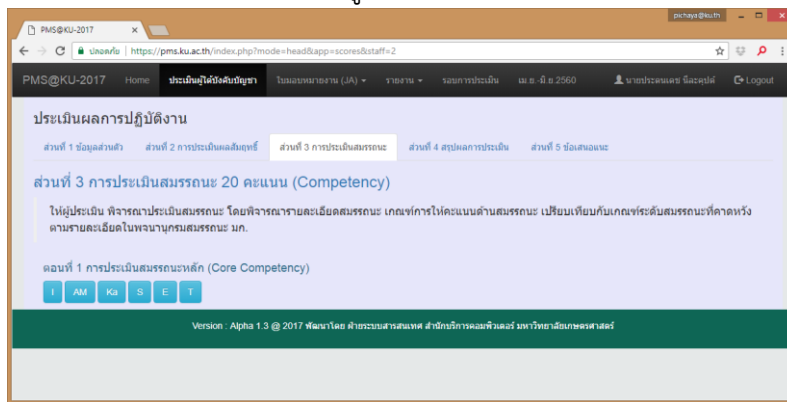 pichaya@ku.th
PMS@KU-2017
ปลอดภัย | https://pms.ku.ac.th/index.php?mode=head&app=scores&staff=2
PMS@KU-2017 Home ประเมินผู้ใต้บังคับบัญชา ใบมอบหมายงาน (JA) รายงาน รอบการประเมิน เม.ย.-มิ.ย.2560 Logout
ประเมินผลการปฏิบัติงาน
ส่วนที่ 1 ข้อมูลส่วนตัว ส่วนที่ 2 การประเมินผลสัมฤทธิ์ ส่วนที่ 3 การประเมินสมรรถนะ ส่วนที่ 4 สรุปผลการประเมิน ส่วนที่ 5 ข้อเสนอแนะ
ส่วนที่ 3 การประเมินสมรรถนะ 20 คะแนน (Competency)
ให้ผู้ประเมิน พิจารณาประเมินสมรรถนะ โดยพิจารณารายละเอียดสมรรถนะ เกณฑ์การให้คะแนนด้านสมรรถนะ เปรียบเทียบกับเกณฑ์ระดับสมรรถนะที่คาดหวัง
ตามรายละเอียดในพจนานุกรมสมรรถนะ มก.
ตอนที่ 1 การประเมินสมรรถนะหลัก (Core Competency)
I AM Ka S E T
Version : Alpha 1.3 @ 2017 พัฒนาโดย ฝ่ายระบบสารสนเทศ สำนักบริการคอมพิวเตอร์ มหาวิทยาลัยเกษตรศาสตร์